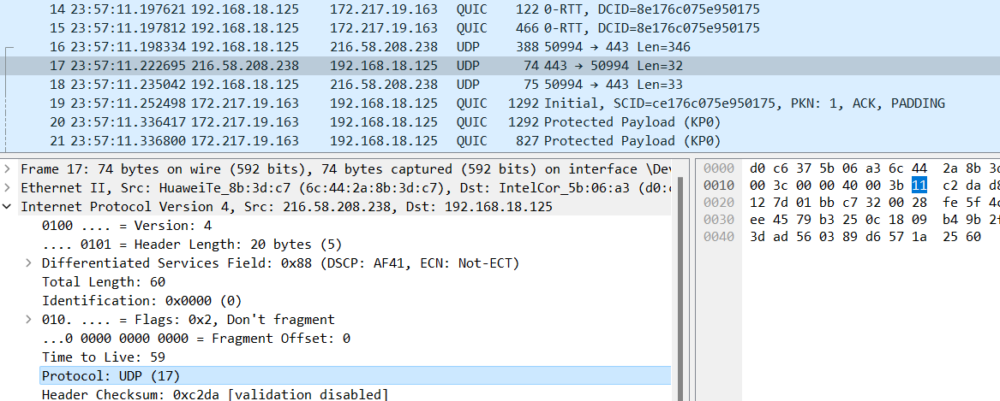 14 23:57:11.197621 192.168.18.125 172.217.19.163 QUIC 122 0-RTT, DCID=8e176c075e950175
15 23:57:11.197812 192.168.18.125 172.217.19.163 QUIC 466 0-RTT, DCID=8e176c075e950175
16 23:57:11.198334 192.168.18.125 216.58.208.238 UDP 388 50994 → 443 Len=346
17 23:57:11.222695 216.58.208.238 192.168.18.125 UDP 74 443 → 50994 Len=32
18 23:57:11.235042 192.168.18.125 216.58.208.238 UDP 75 50994 → 443 Len=33
19 23:57:11.252498 172.217.19.163 192.168.18.125 QUIC 1292 Initial, SCID=ce176c075e950175, PKN: 1, ACK, PADDING
20 23:57:11.336417 172.217.19.163 192.168.18.125 QUIC 1292 Protected Payload (KP0)
21 23:57:11.336800 172.217.19.163 192.168.18.125 QUIC 827 Protected Payload (KP0)
Frame 17: 74 bytes on wire (592 bits), 74 bytes captured (592 bits) on interface \Dev
Ethernet II, Src: HuaweiTe_8b:3d:c7 (6c:44:2a:8b:3d:c7), Dst: IntelCor_5b:06:a3 (d0:c
Internet Protocol Version 4, Src: 216.58.208.238, Dst: 192.168.18.125
0100 .... = Version: 4
.... 0101 = Header Length: 20 bytes (5)
Differentiated Services Field: 0x88 (DSCP: AF41, ECN: Not-ECT)
Total Length: 60
Identification: 0x0000 (0)
010. .... = Flags: 0x2, Don't fragment
...0 0000 0000 0000 = Fragment Offset: 0
Time to Live: 59
Protocol: UDP (17)
Header Checksum: 0xc2da [validation disabled]
0000 d0 c6 37 5b 06 a3 6c 44 2a 8b 3d
0010 00 3c 00 00 40 00 3b 11 c2 da d8
0020 12 7d 01 bb c7 32 00 28 fe 5f 4c
0030 ee 45 79 b3 25 0c 18 09 b4 9b 2f
0040 3d ad 56 03 89 d6 57 1a 25 60